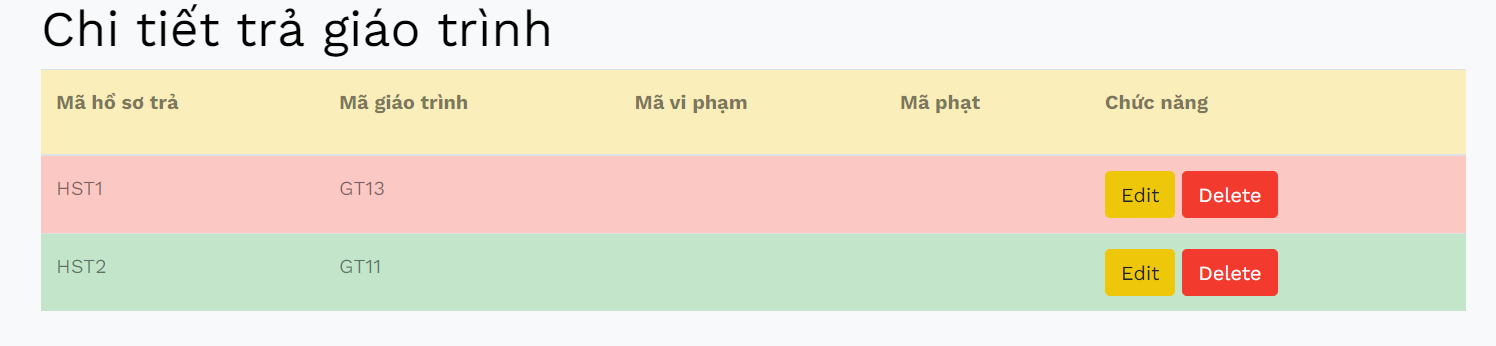 Chi tiết trả giáo trình
Mã hồ sơ trả Mã giáo trình Mã vi phạm Mã phạt Chức năng
HST1 GT13 Edit Delete
HST2 GT11 Edit Delete